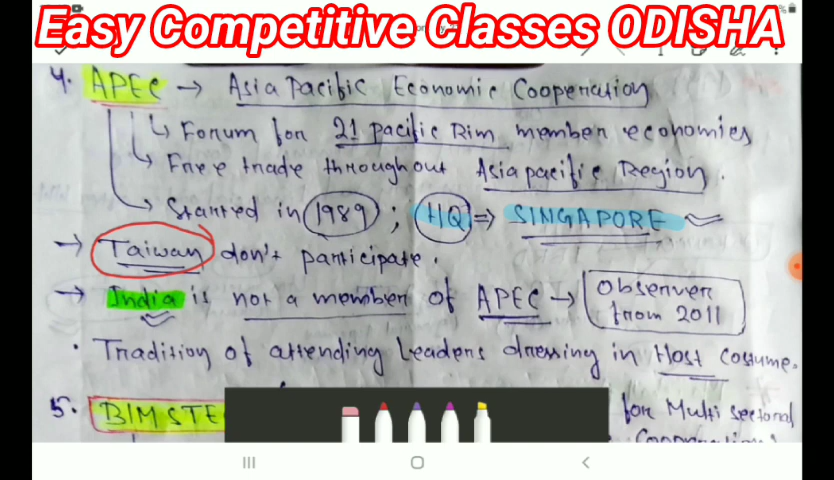 Easy Competitive Classes ODISHA
4. APEC → Asia Pacific Economic Cooperation
↳ Forum for 21 pacific Rim member economies
↳ Free trade throughout Asia pacific Region.
↳ Started in 1989 ; HQ ⇒ SINGAPORE
→ Taiwan don't participate.
→ India is not a member of APEC → Observer from 2011
• Tradition of attending leaders dressing in Host costume.
5. BIMSTE for Multi sectoral